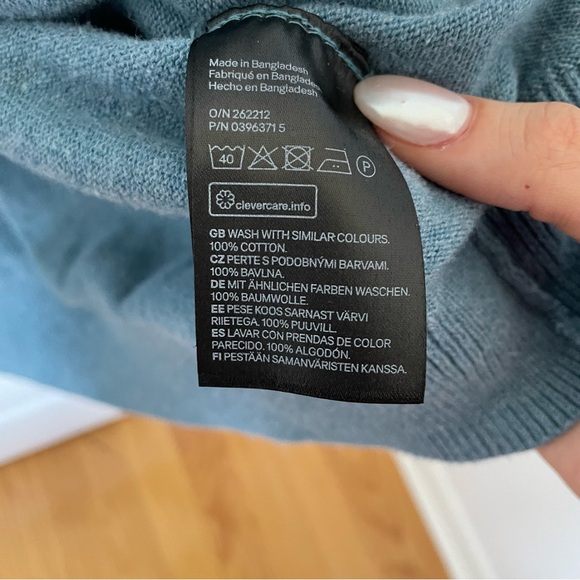 Made in Bangladesh
Fabriqué en Bangladesh
Hecho en Bangladesh
O/N 262212
P/N 0396371 5
40 P
clevercare.info
GB WASH WITH SIMILAR COLOURS.
100% COTTON.
CZ PERTE S PODOBNÝMI BARVAMI.
100% BAVLNA.
DE MIT ÄHNLICHEN FARBEN WASCHEN.
100% BAUMWOLLE.
EE PESE KOOS SARNAST VÄRVI
RIIETEGA. 100% PUUVILL.
ES LAVAR CON PRENDAS DE COLOR
PARECIDO. 100% ALGODÓN.
FI PESTÄÄN SAMANVÄRISTEN KANSSA.